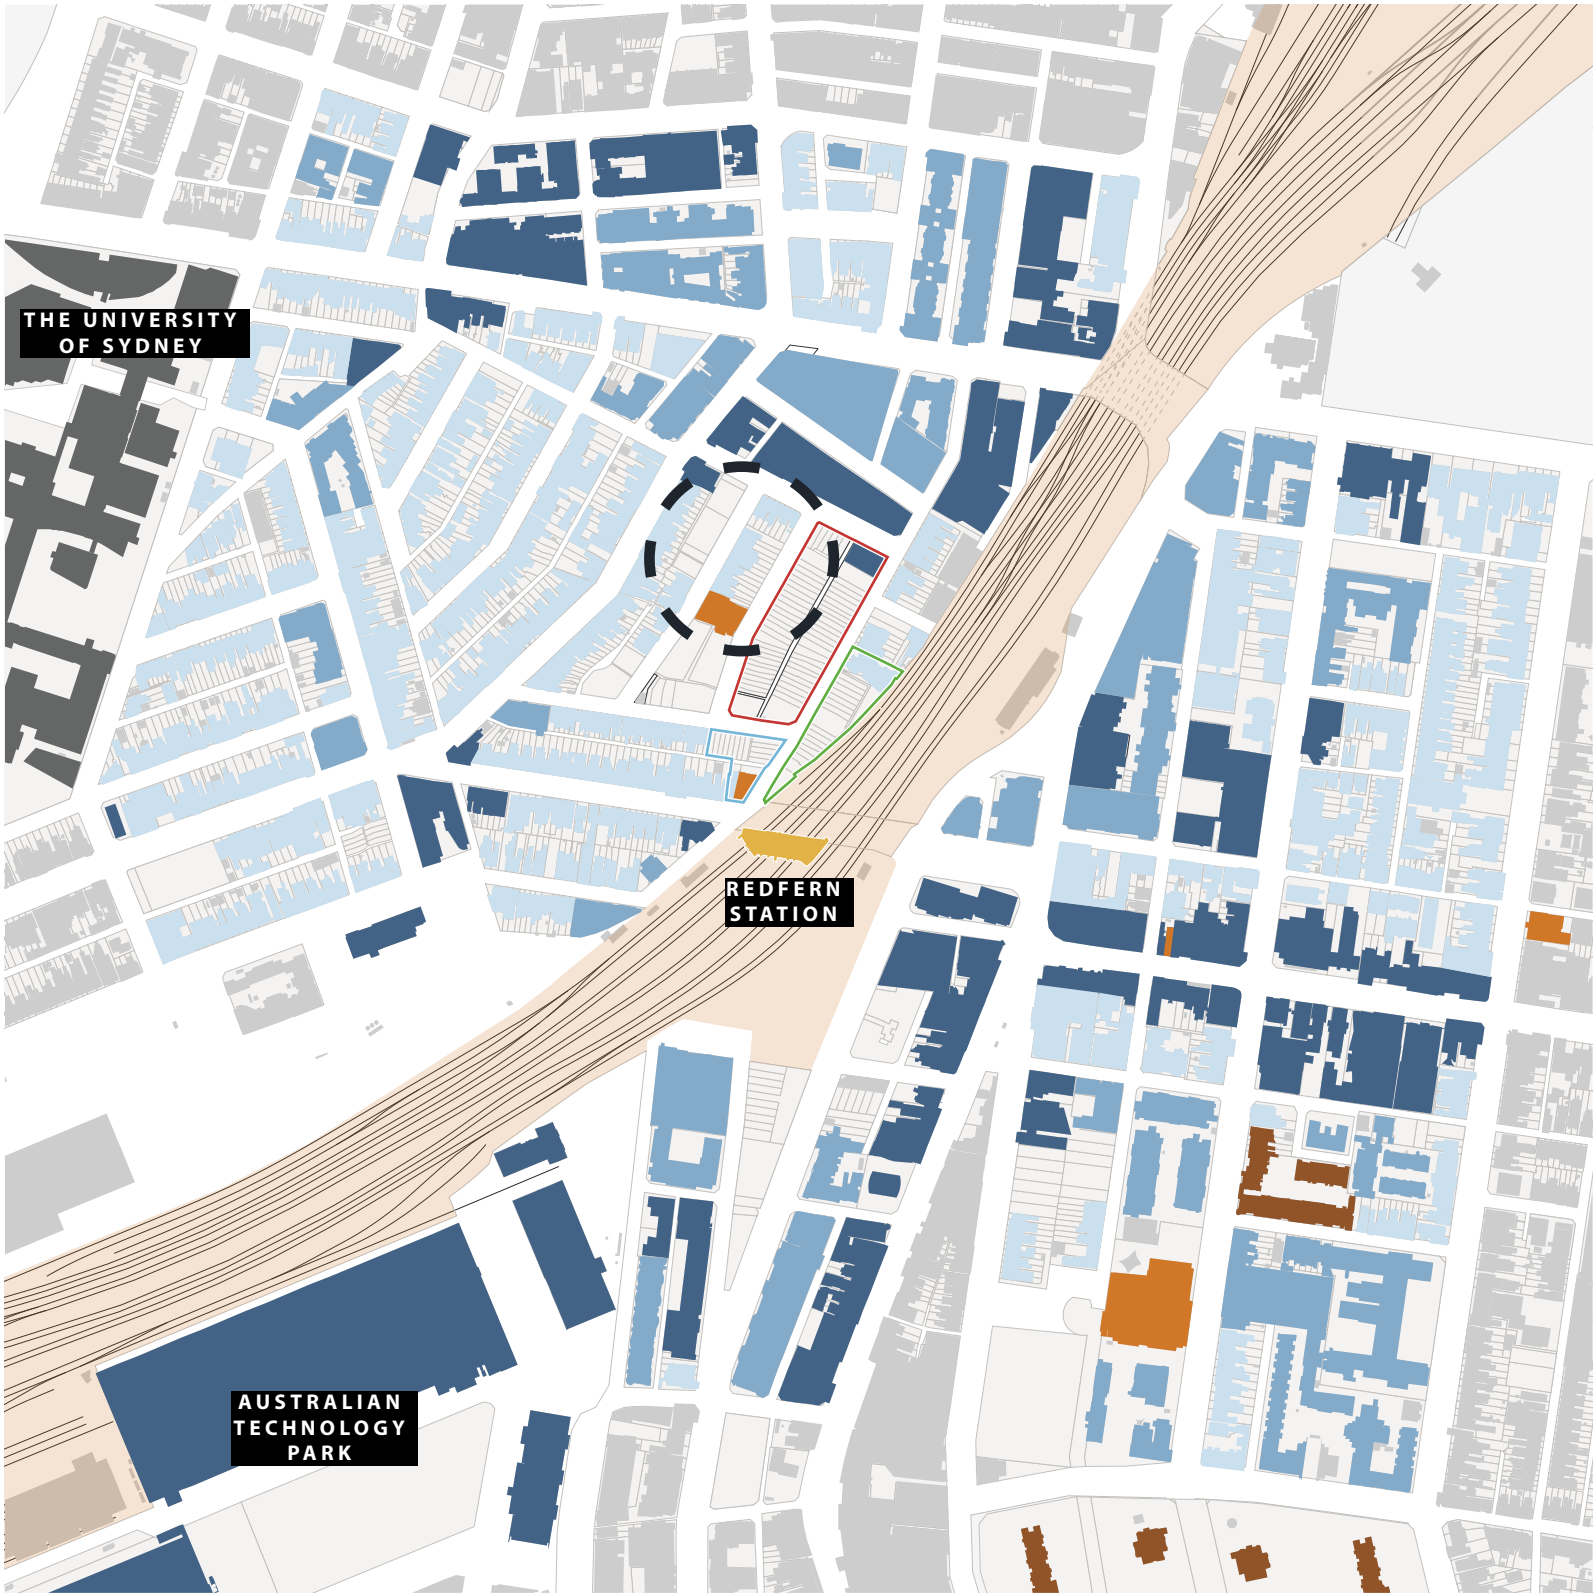 THE UNIVERSITY
OF SYDNEY
REDFERN
STATION
AUSTRALIAN
TECHNOLOGY
PARK